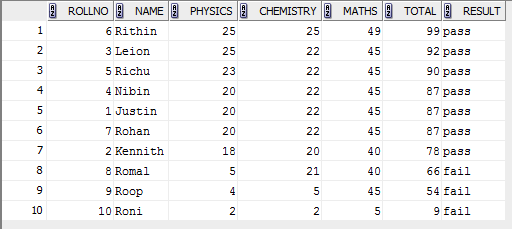 ROLLNO NAME PHYSICS CHEMISTRY MATHS TOTAL RESULT
1 6 Rithin 25 25 49 99 pass
2 3 Leion 25 22 45 92 pass
3 5 Richu 23 22 45 90 pass
4 4 Nibin 20 22 45 87 pass
5 1 Justin 20 22 45 87 pass
6 7 Rohan 20 22 45 87 pass
7 2 Kennith 18 20 40 78 pass
8 8 Romal 5 21 40 66 fail
9 9 Roop 4 5 45 54 fail
10 10 Roni 2 2 5 9 fail